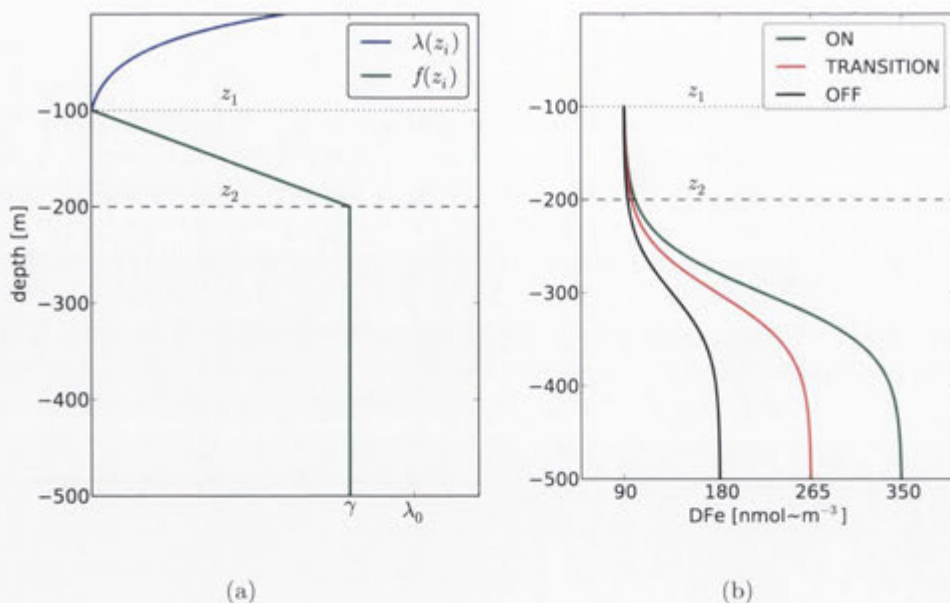 λ(z_i)
f(z_i)
z_1
z_2
−100
−200
−300
−400
−500
depth [m]
γ
λ_0
(a)
ON
TRANSITION
OFF
z_1
z_2
−100
−200
−300
−400
−500
90 180 265 350
DFe [nmol~m⁻³]
(b)